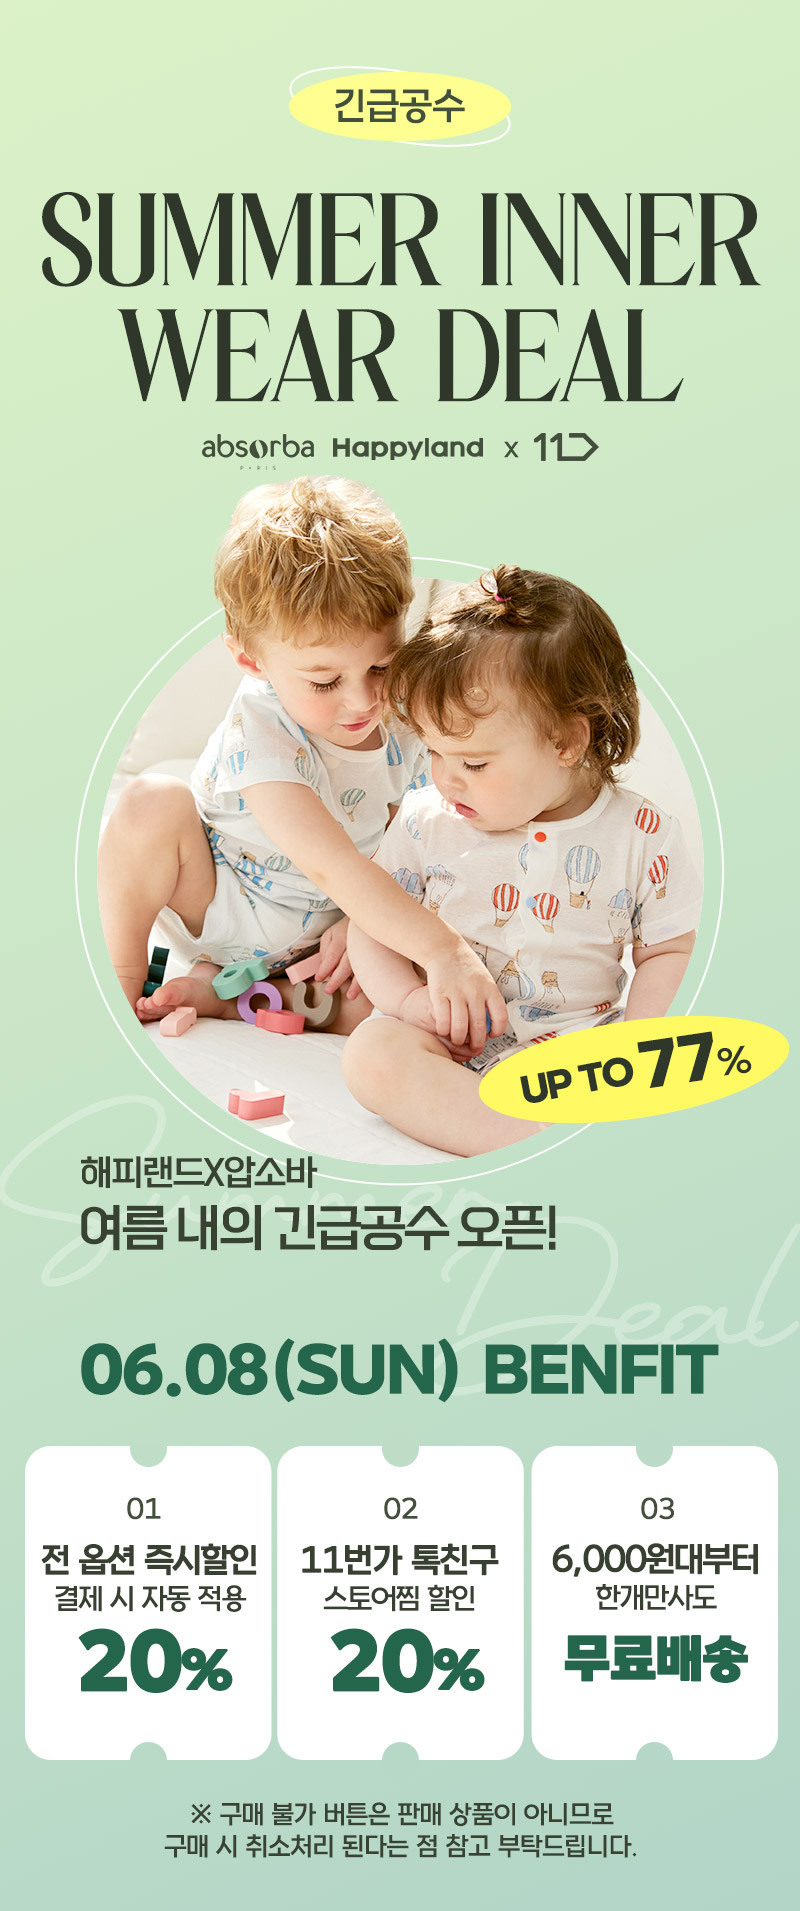 긴급공수
SUMMER INNER
WEAR DEAL
absorba Happyland x 11
PARIS
UP TO 77%
해피랜드X압소바
여름 내의 긴급공수 오픈!
Summer
Deal
06.08(SUN) BENFIT
01
전 옵션 즉시할인
결제 시 자동 적용
20%
02
11번가 톡친구
스토어찜 할인
20%
03
6,000원대부터
한개만사도
무료배송
※ 구매 불가 버튼은 판매 상품이 아니므로
구매 시 취소처리 된다는 점 참고 부탁드립니다.